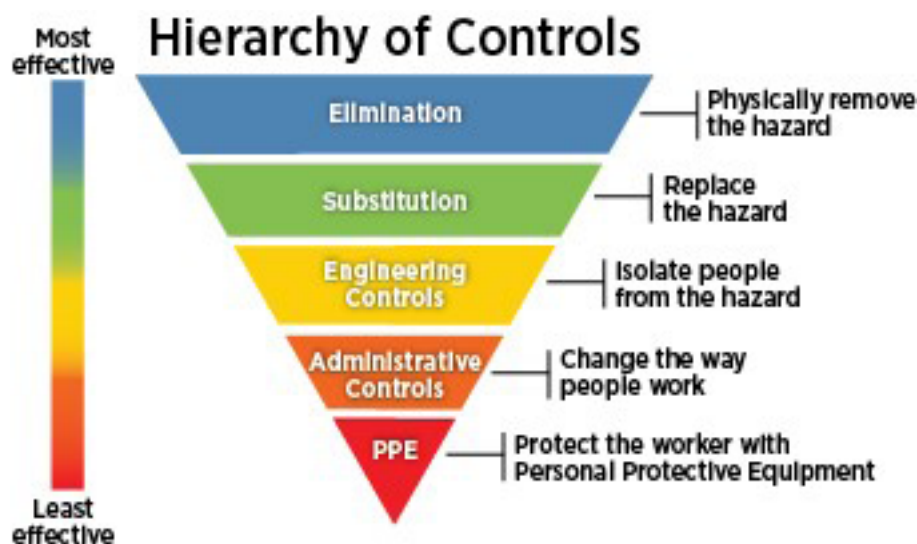 Hierarchy of Controls
Most
effective
Elimination
Physically remove
the hazard
Substitution
Replace
the hazard
Engineering
Controls
Isolate people
from the hazard
Administrative
Controls
Change the way
people work
PPE
Protect the worker with
Personal Protective Equipment
Least
effective